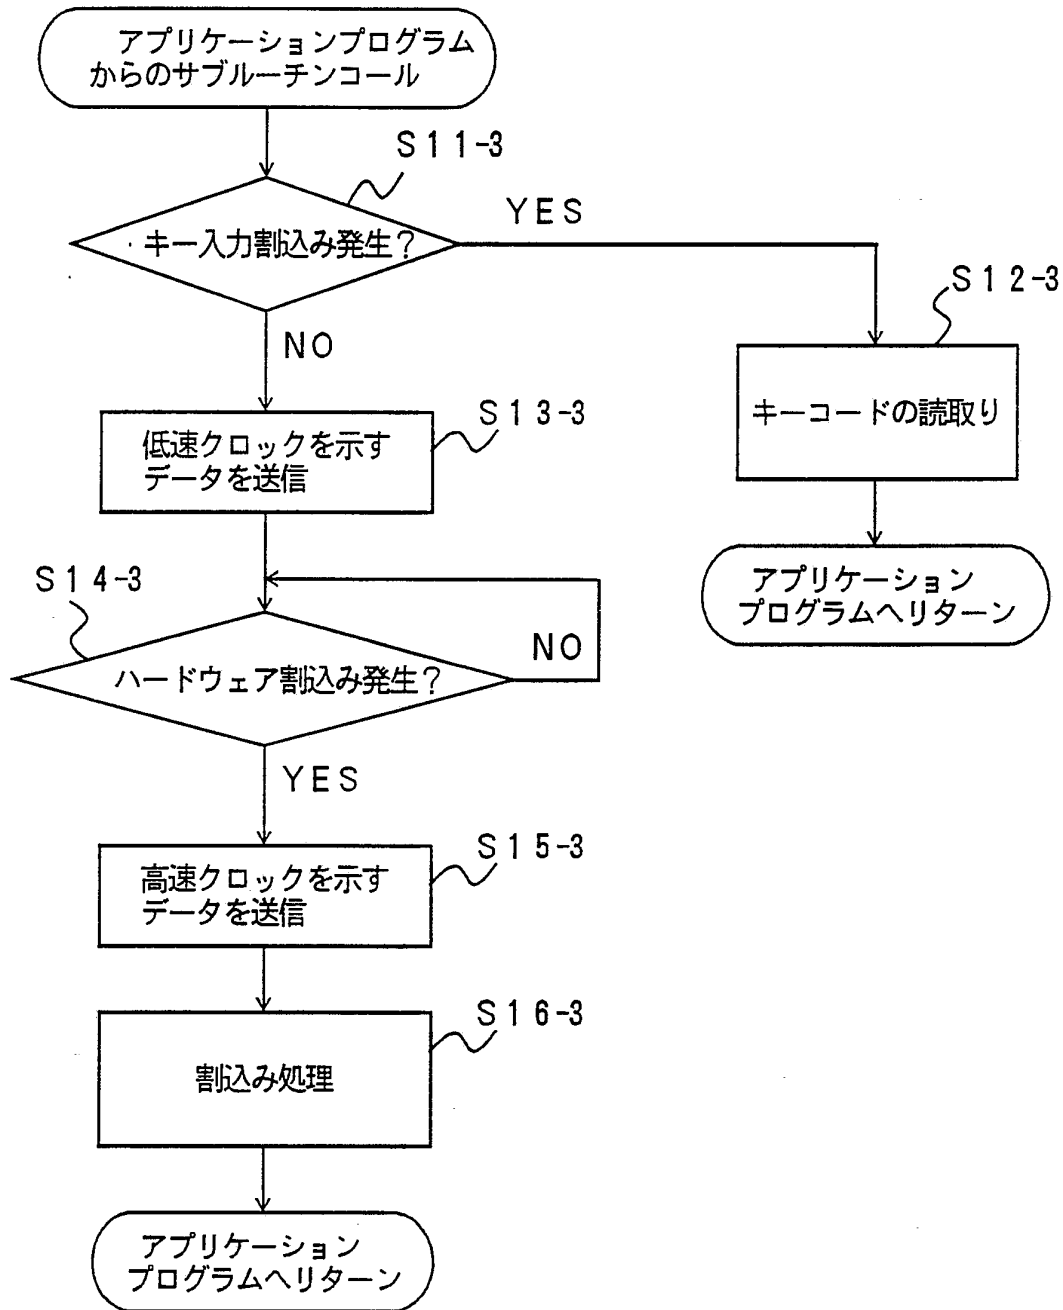 アプリケーションプログラム
からのサブルーチンコール
S11-3
キー入力割込み発生？
YES
S12-3
NO
キーコードの読取り
S13-3
低速クロックを示す
データを送信
アプリケーション
プログラムへリターン
S14-3
NO
ハードウェア割込み発生？
YES
S15-3
高速クロックを示す
データを送信
S16-3
割込み処理
アプリケーション
プログラムへリターン